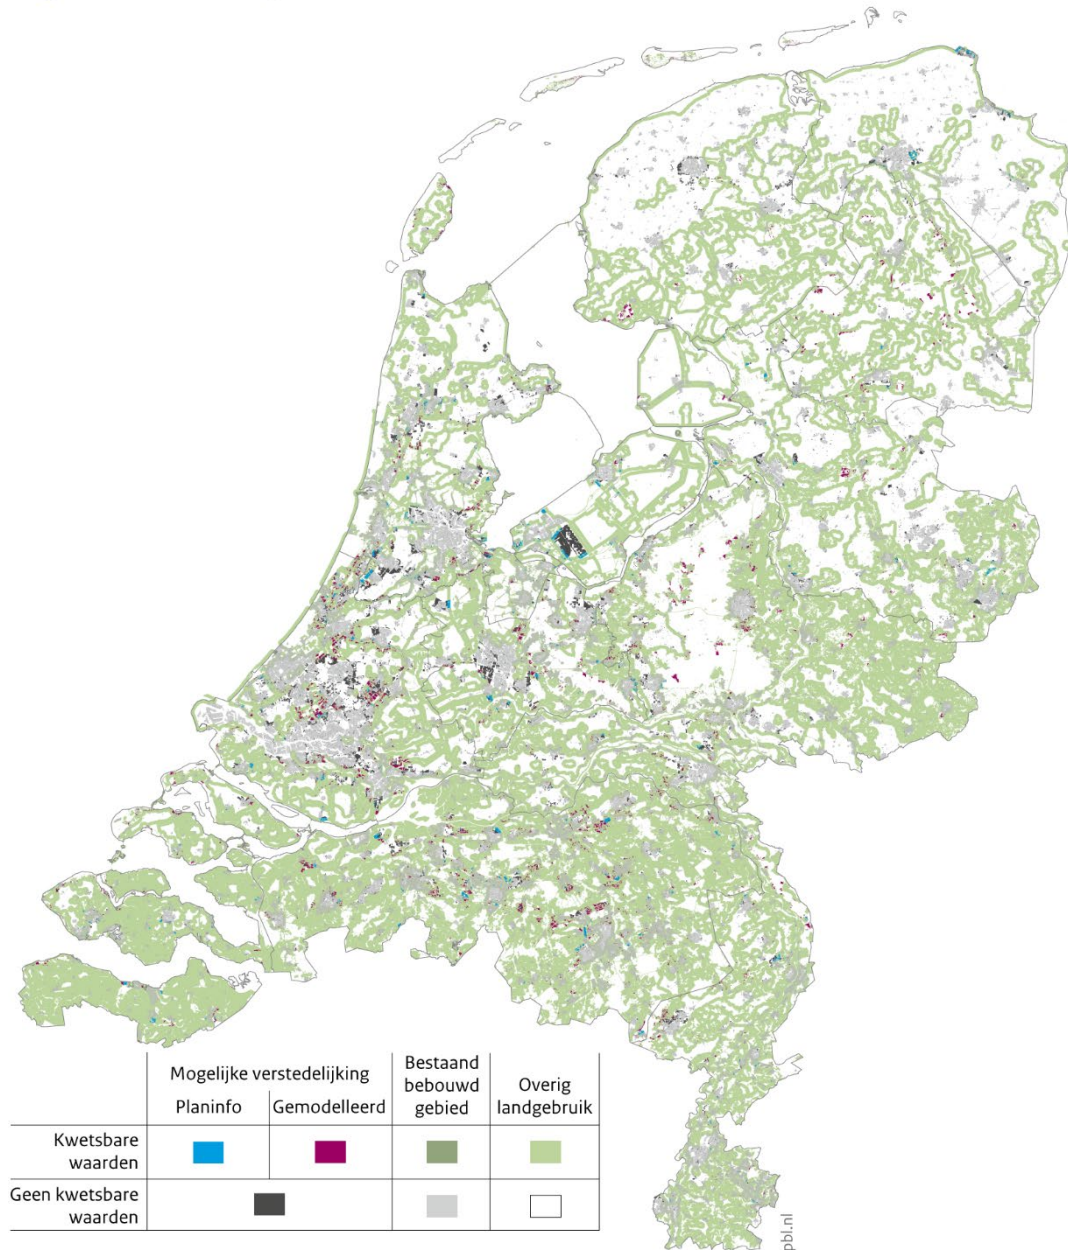 Mogelijke verstedelijking
Bestaand
bebouwd
gebied
Overig
landgebruik
Planinfo
Gemodelleerd
Kwetsbare
waarden
Geen kwetsbare
waarden
pbl.nl